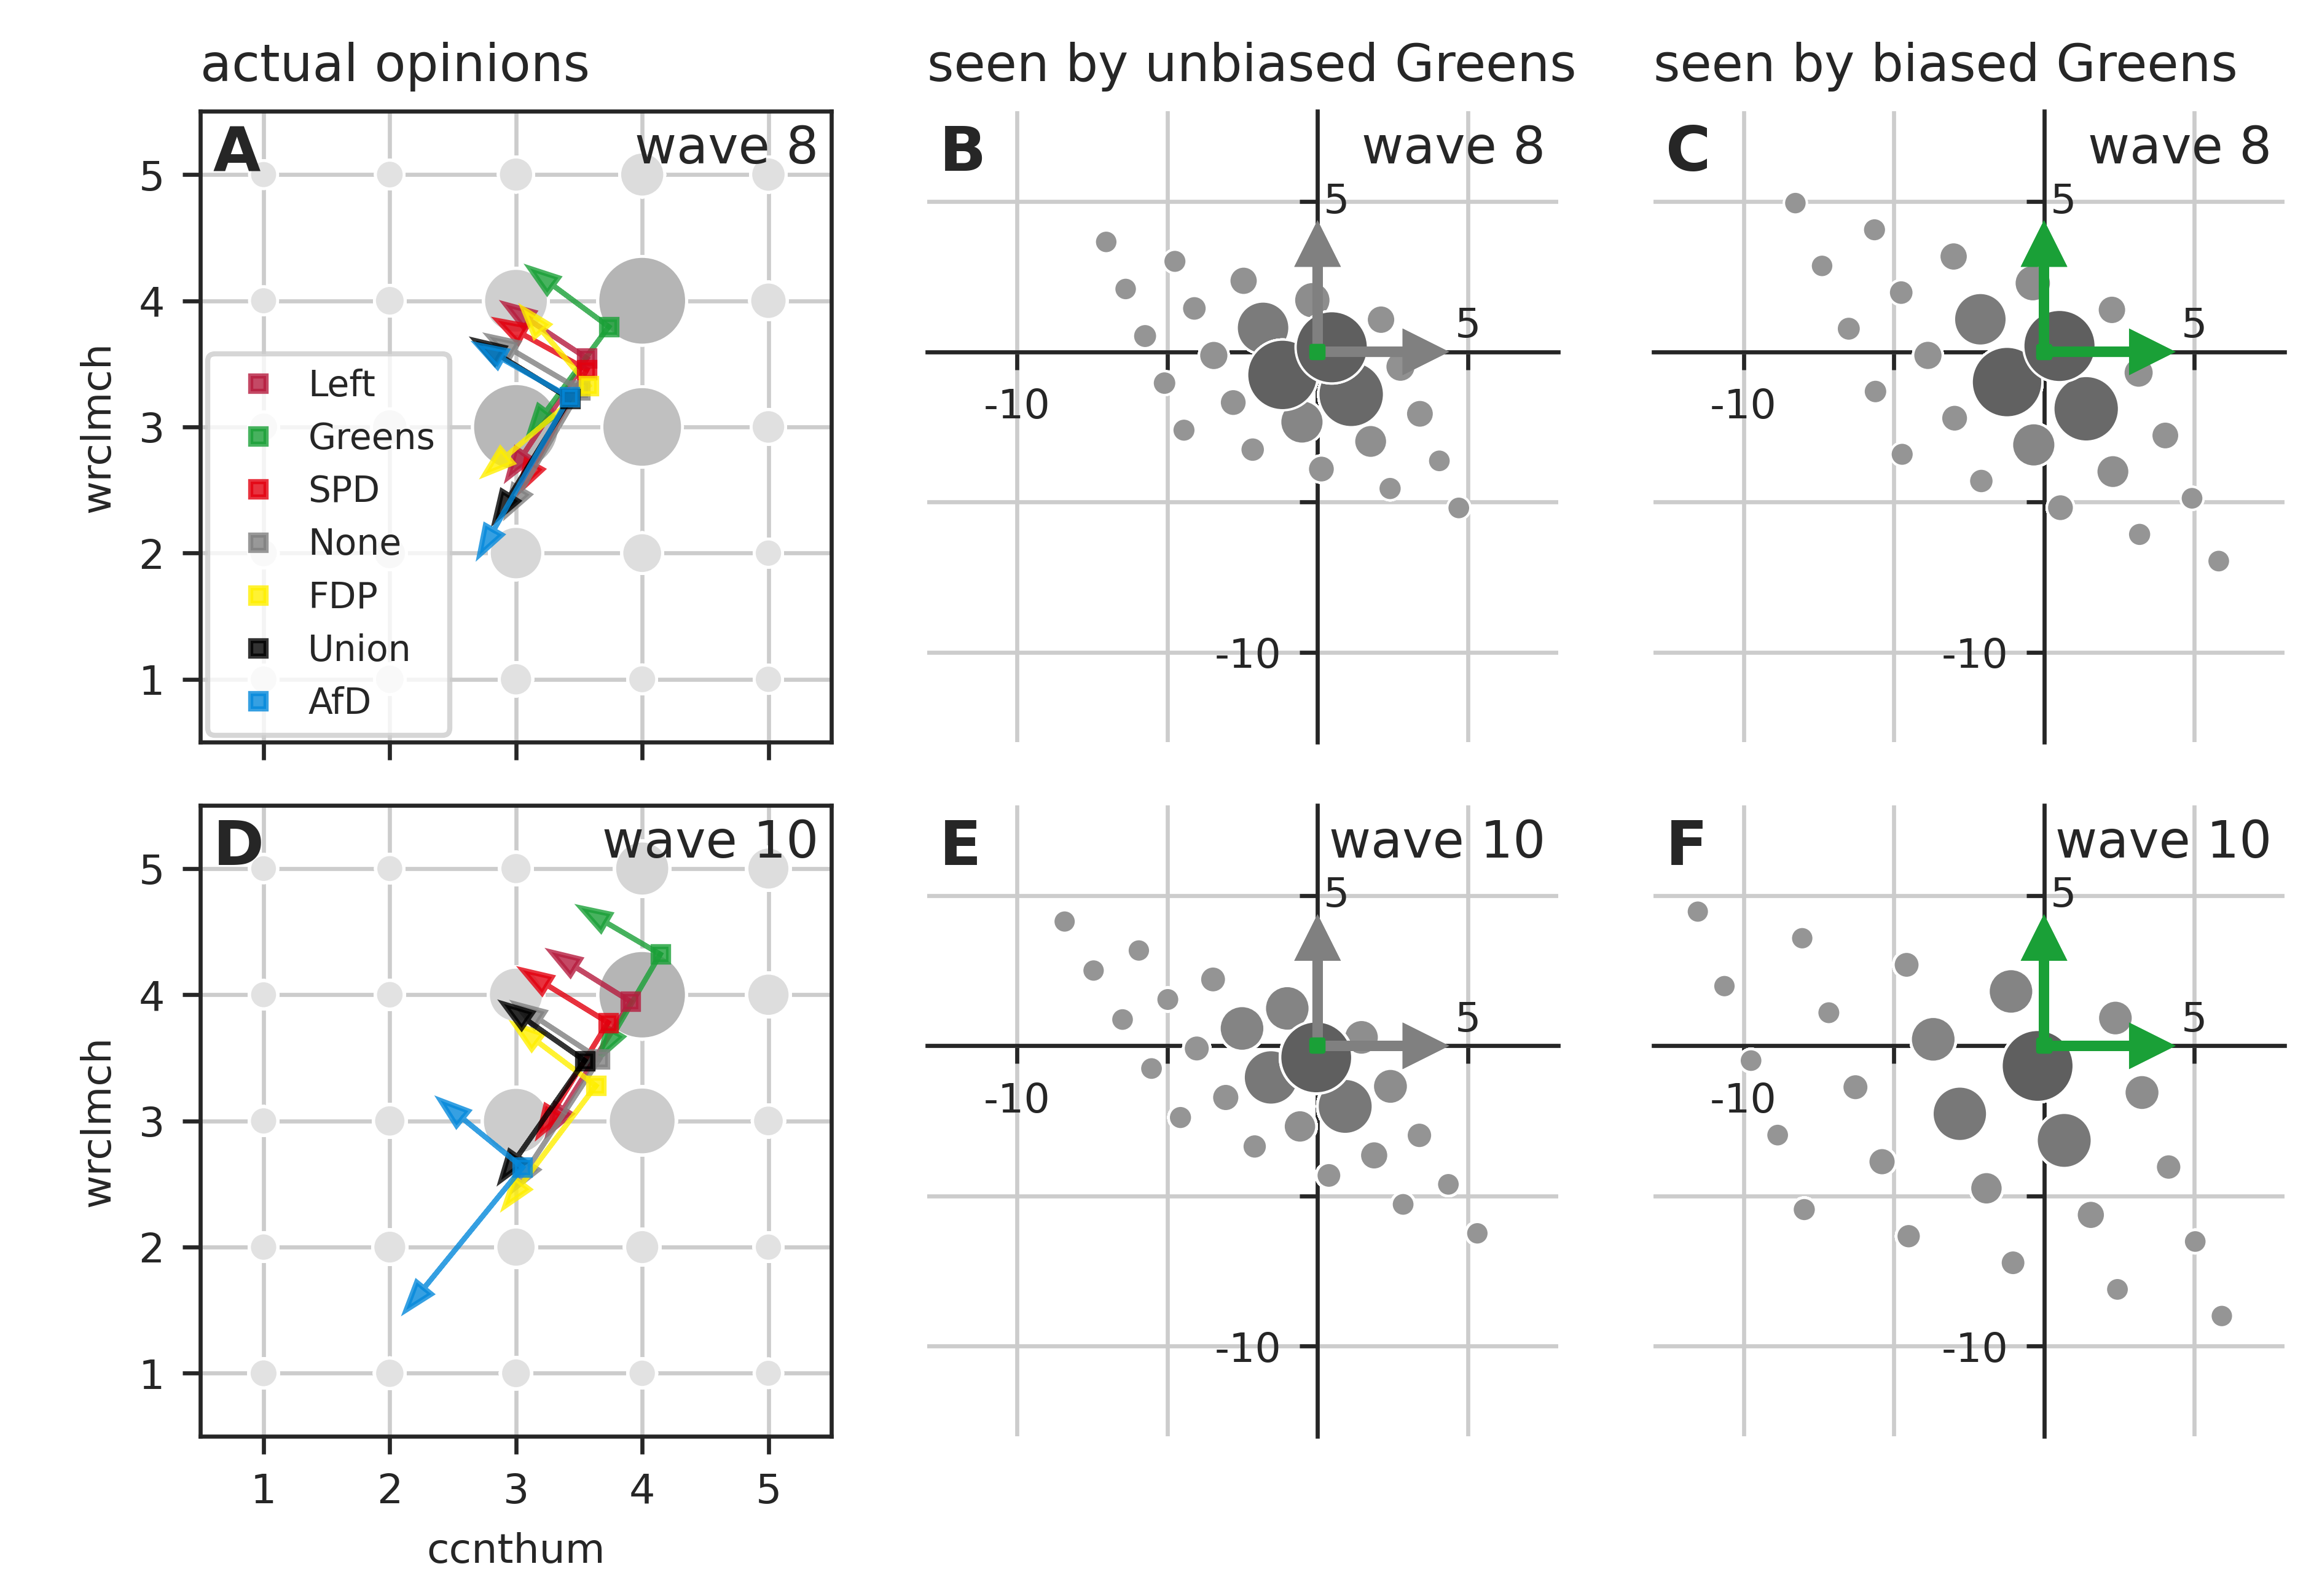 actual opinions
seen by unbiased Greens
seen by biased Greens
A
wave 8
5
4
3
2
1
wrclmch
Left
Greens
SPD
None
FDP
Union
AfD
B
wave 8
5
5
-10
-10
C
wave 8
5
5
-10
-10
D
wave 10
5
4
3
2
1
wrclmch
1 2 3 4 5
ccnthum
E
wave 10
5
5
-10
-10
F
wave 10
5
5
-10
-10